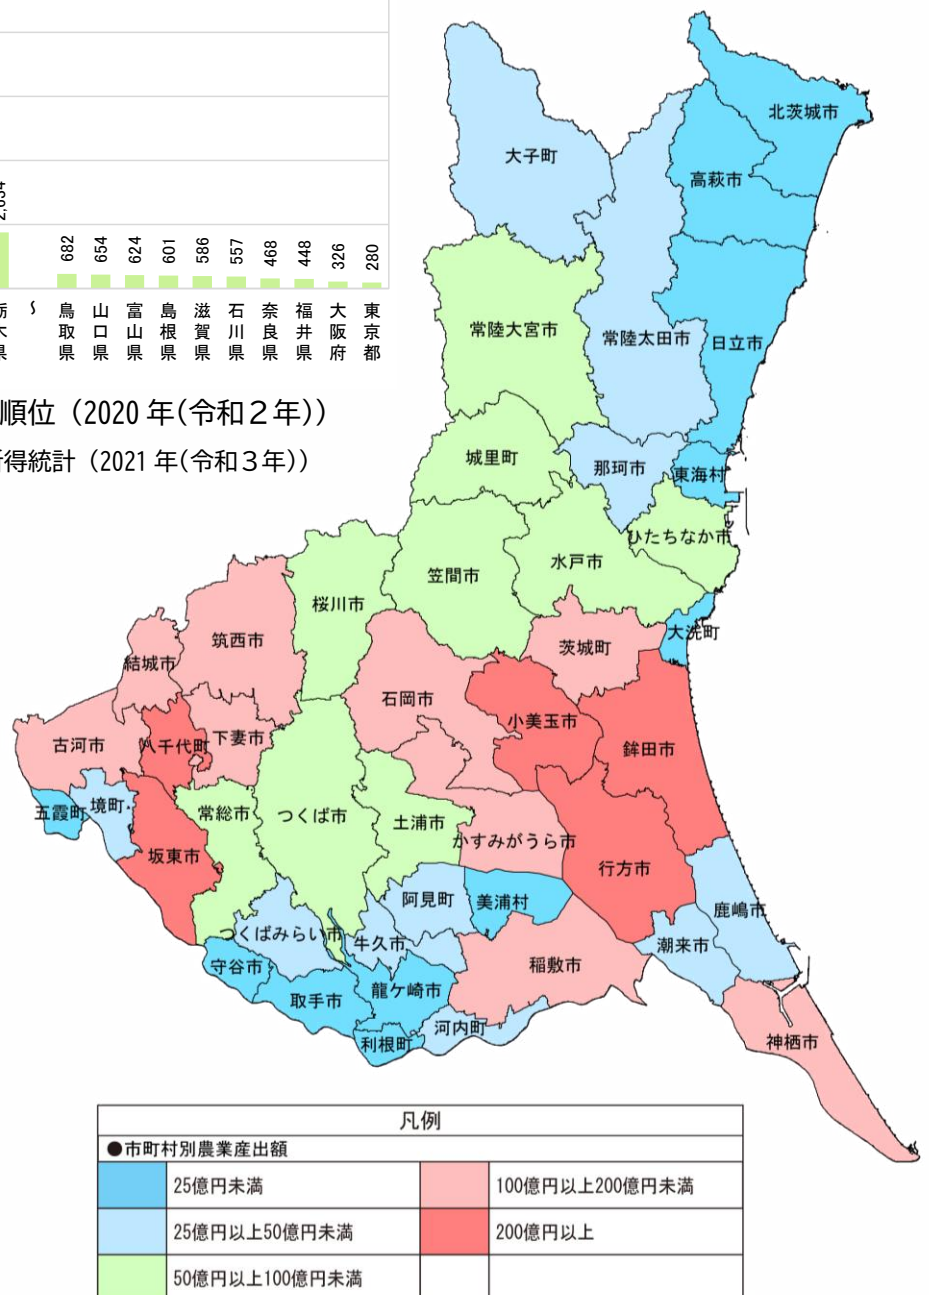 2,634
682
654
624
601
586
557
468
448
326
280
栃木県
～
鳥取県
山口県
富山県
島根県
滋賀県
石川県
奈良県
福井県
大阪府
東京都
順位（2020 年(令和２年)）
所得統計（2021 年(令和３年)）
北茨城市
大子町
高萩市
常陸大宮市
常陸太田市
日立市
城里町
那珂市
東海村
ひたちなか市
水戸市
笠間市
桜川市
大洗町
筑西市
茨城町
結城市
石岡市
小美玉市
古河市
八千代町
下妻市
鉾田市
五霞町
境町
常総市
つくば市
土浦市
かすみがうら市
坂東市
行方市
阿見町
美浦村
鹿嶋市
つくばみらい市
牛久市
潮来市
守谷市
稲敷市
取手市
龍ケ崎市
河内町
利根町
神栖市
凡例
●市町村別農業産出額
25億円未満
100億円以上200億円未満
25億円以上50億円未満
200億円以上
50億円以上100億円未満